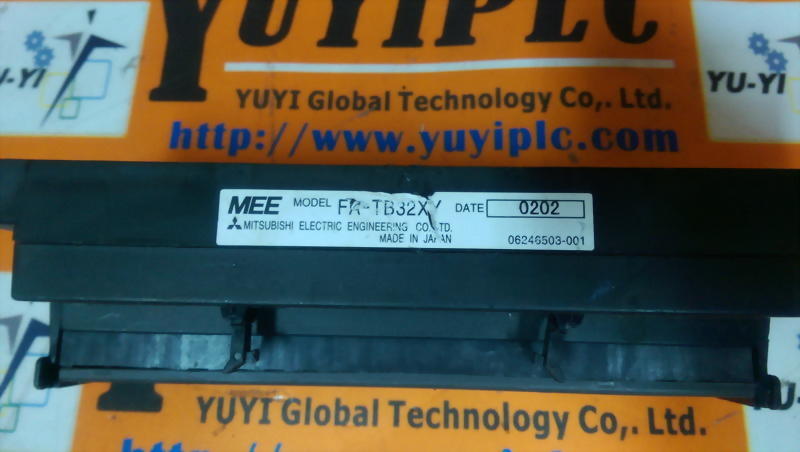 YUYIPLC
YU-YI
YU-YI
YUYI Global Technology Co,. Ltd.
http://www.yuyiplc.com
MEE MODEL FA-TB32XY DATE 0202
MITSUBISHI ELECTRIC ENGINEERING CO.,LTD.
MADE IN JAPAN 06246503-001
YUYI Global Technology Co,. Ltd.